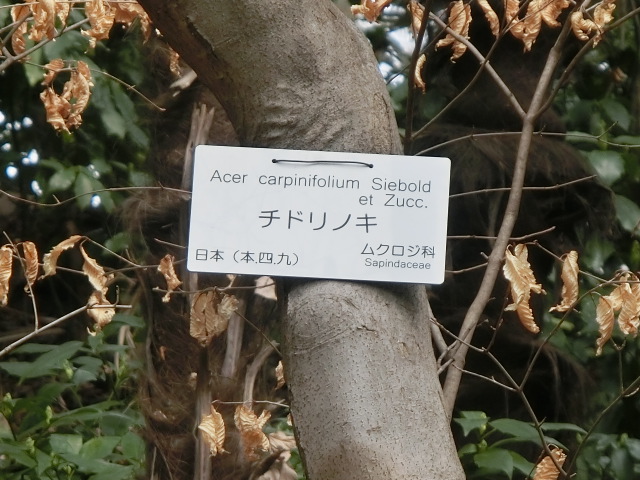 Acer carpinifolium Siebold
et Zucc.
チドリノキ
ムクロジ科
日本（本,四,九）
Sapindaceae